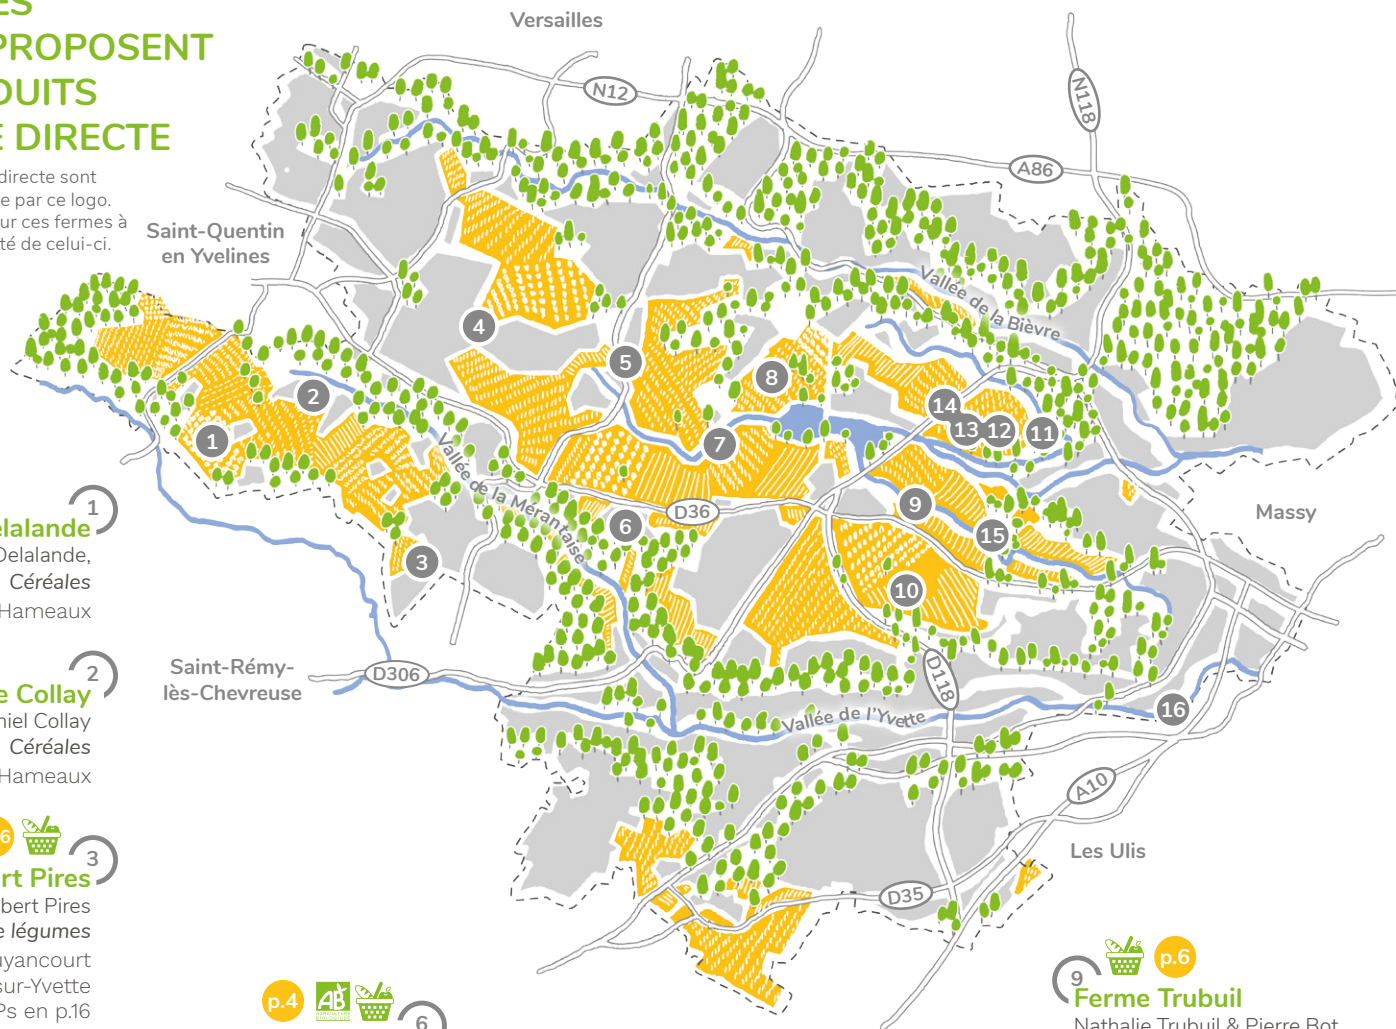 ES
PROPOSENT
DUITS
E DIRECTE
directe sont
e par ce logo.
ur ces fermes à
té de celui-ci.
Versailles
N12
N118
A86
Saint-Quentin
en Yvelines
Vallée de la Bièvre
4
5
8
2
14
13
12
11
1
7
Vallée de la Mérantaise
D36
9
6
15
3
10
Massy
Saint-Rémy-
lès-Chevreuse
D306
D118
16
Vallée de l'Yvette
A10
Les Ulis
D35
1
elalande
Delalande,
Céréales
Hameaux
2
e Collay
niel Collay
Céréales
Hameaux
6
3
rt Pires
bert Pires
e légumes
uyancourt
sur-Yvette
Ps en p.16
p.4
AB
AGRICULTURE
BIOLOGIQUE
6
p.6
9
Ferme Trubuil
Nathalie Trubuil & Pierre Bot